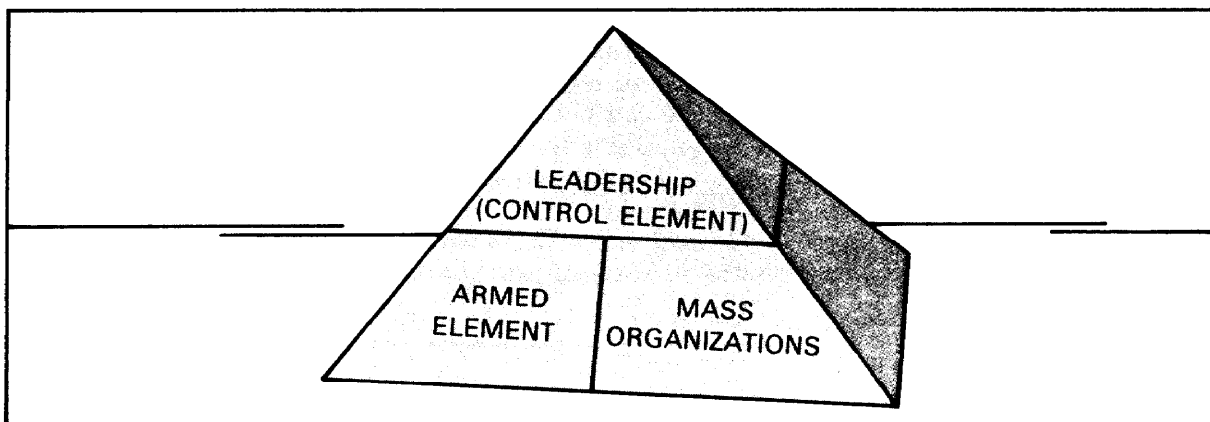 LEADERSHIP
(CONTROL ELEMENT)
ARMED
ELEMENT
MASS
ORGANIZATIONS